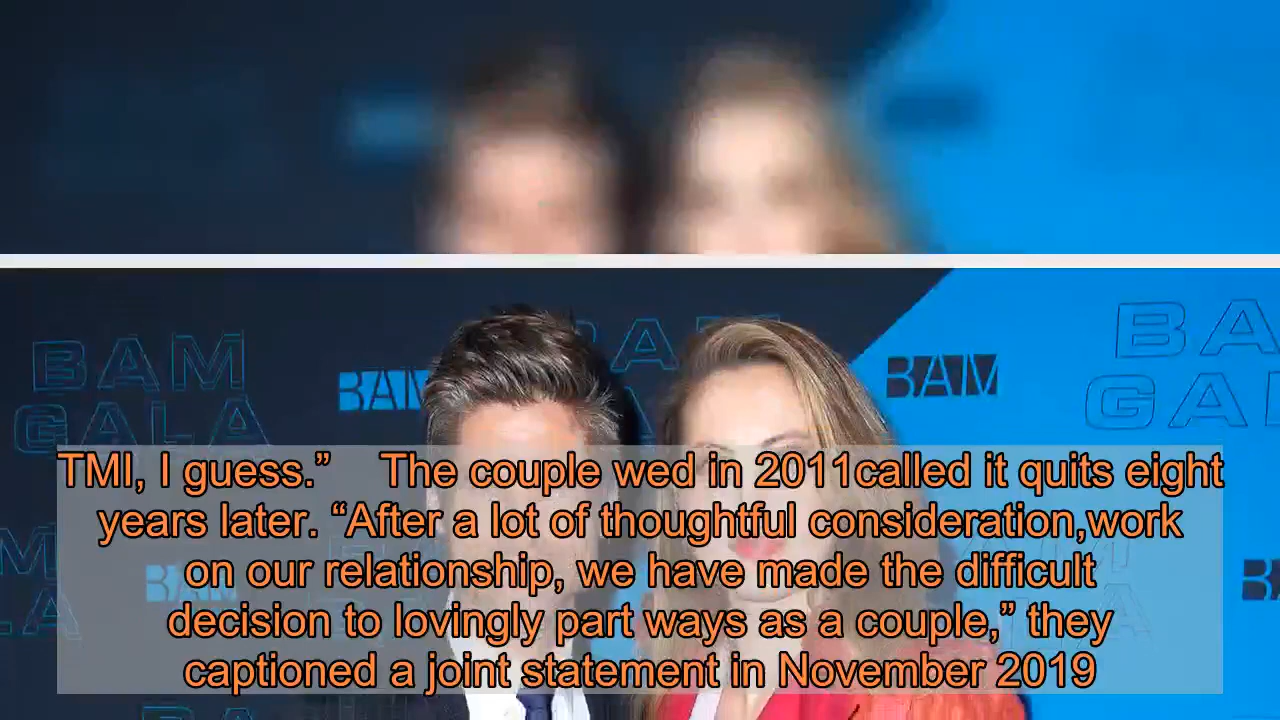 BAM
GALA
BAM
BAM
BAM
BA
GA
TMI, I guess.” The couple wed in 2011called it quits eight
years later. “After a lot of thoughtful consideration,work
on our relationship, we have made the difficult
decision to lovingly part ways as a couple,” they
captioned a joint statement in November 2019